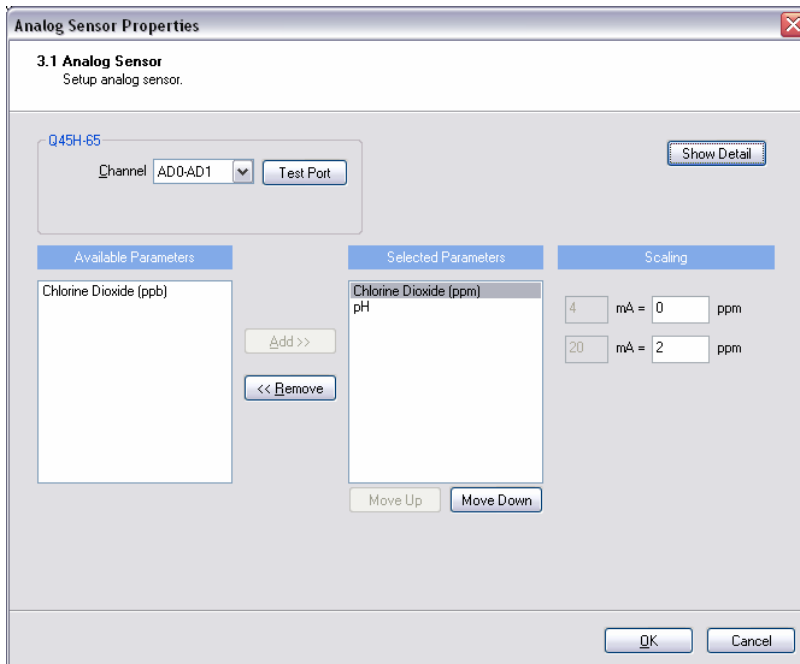 Analog Sensor Properties
3.1 Analog Sensor
Setup analog sensor.
Q45H-65
Channel AD0-AD1 Test Port
Show Detail
Available Parameters
Selected Parameters
Scaling
Chlorine Dioxide (ppb)
Add >>
<< Remove
Chlorine Dioxide (ppm)
pH
4 mA = 0 ppm
20 mA = 2 ppm
Move Up
Move Down
OK
Cancel